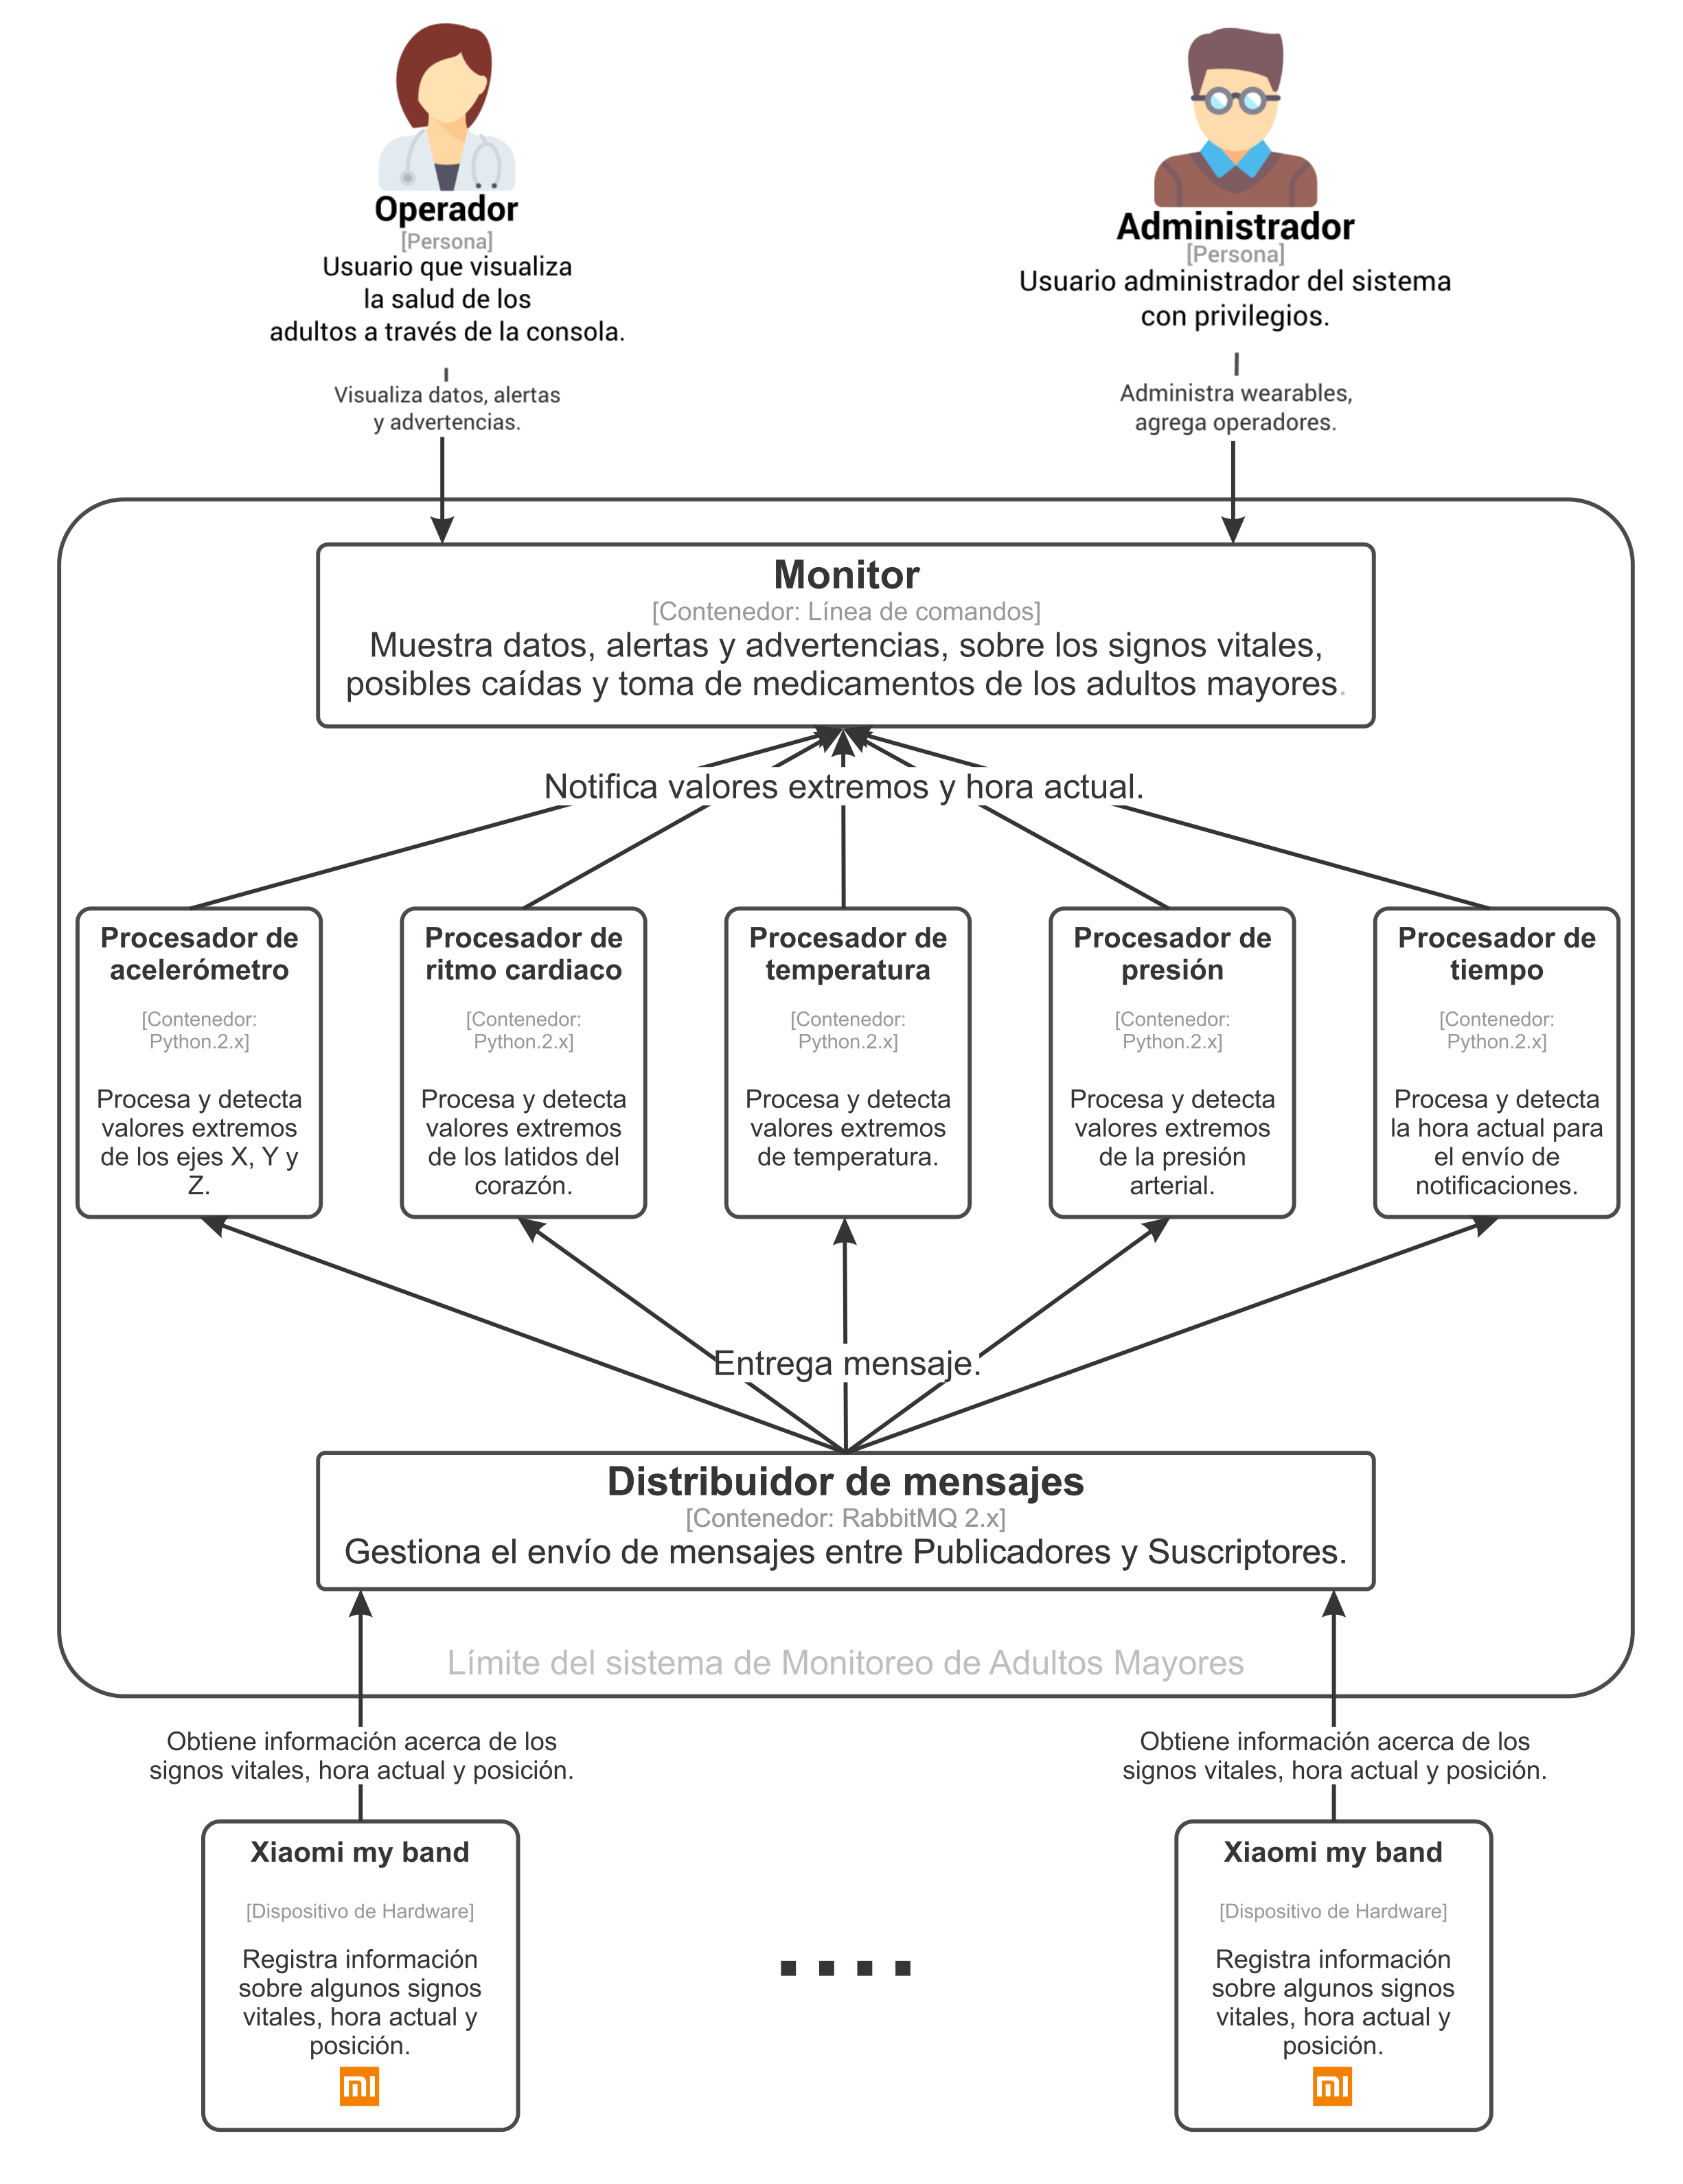 Operador
[Persona]
Usuario que visualiza
la salud de los
adultos a través de la consola.
Visualiza datos, alertas
y advertencias.
Administrador
[Persona]
Usuario administrador del sistema
con privilegios.
Administra wearables,
agrega operadores.
Monitor
[Contenedor: Línea de comandos]
Muestra datos, alertas y advertencias, sobre los signos vitales,
posibles caídas y toma de medicamentos de los adultos mayores.
Notifica valores extremos y hora actual.
Procesador de
acelerómetro
[Contenedor:
Python.2.x]
Procesa y detecta
valores extremos
de los ejes X, Y y
Z.
Procesador de
ritmo cardiaco
[Contenedor:
Python.2.x]
Procesa y detecta
valores extremos
de los latidos del
corazón.
Procesador de
temperatura
[Contenedor:
Python.2.x]
Procesa y detecta
valores extremos
de temperatura.
Procesador de
presión
[Contenedor:
Python.2.x]
Procesa y detecta
valores extremos
de la presión
arterial.
Procesador de
tiempo
[Contenedor:
Python.2.x]
Procesa y detecta
la hora actual para
el envío de
notificaciones.
Entrega mensaje.
Distribuidor de mensajes
[Contenedor: RabbitMQ 2.x]
Gestiona el envío de mensajes entre Publicadores y Suscriptores.
Límite del sistema de Monitoreo de Adultos Mayores
Obtiene información acerca de los
signos vitales, hora actual y posición.
Obtiene información acerca de los
signos vitales, hora actual y posición.
Xiaomi my band
[Dispositivo de Hardware]
Registra información
sobre algunos signos
vitales, hora actual y
posición.
mi
Xiaomi my band
[Dispositivo de Hardware]
Registra información
sobre algunos signos
vitales, hora actual y
posición.
mi